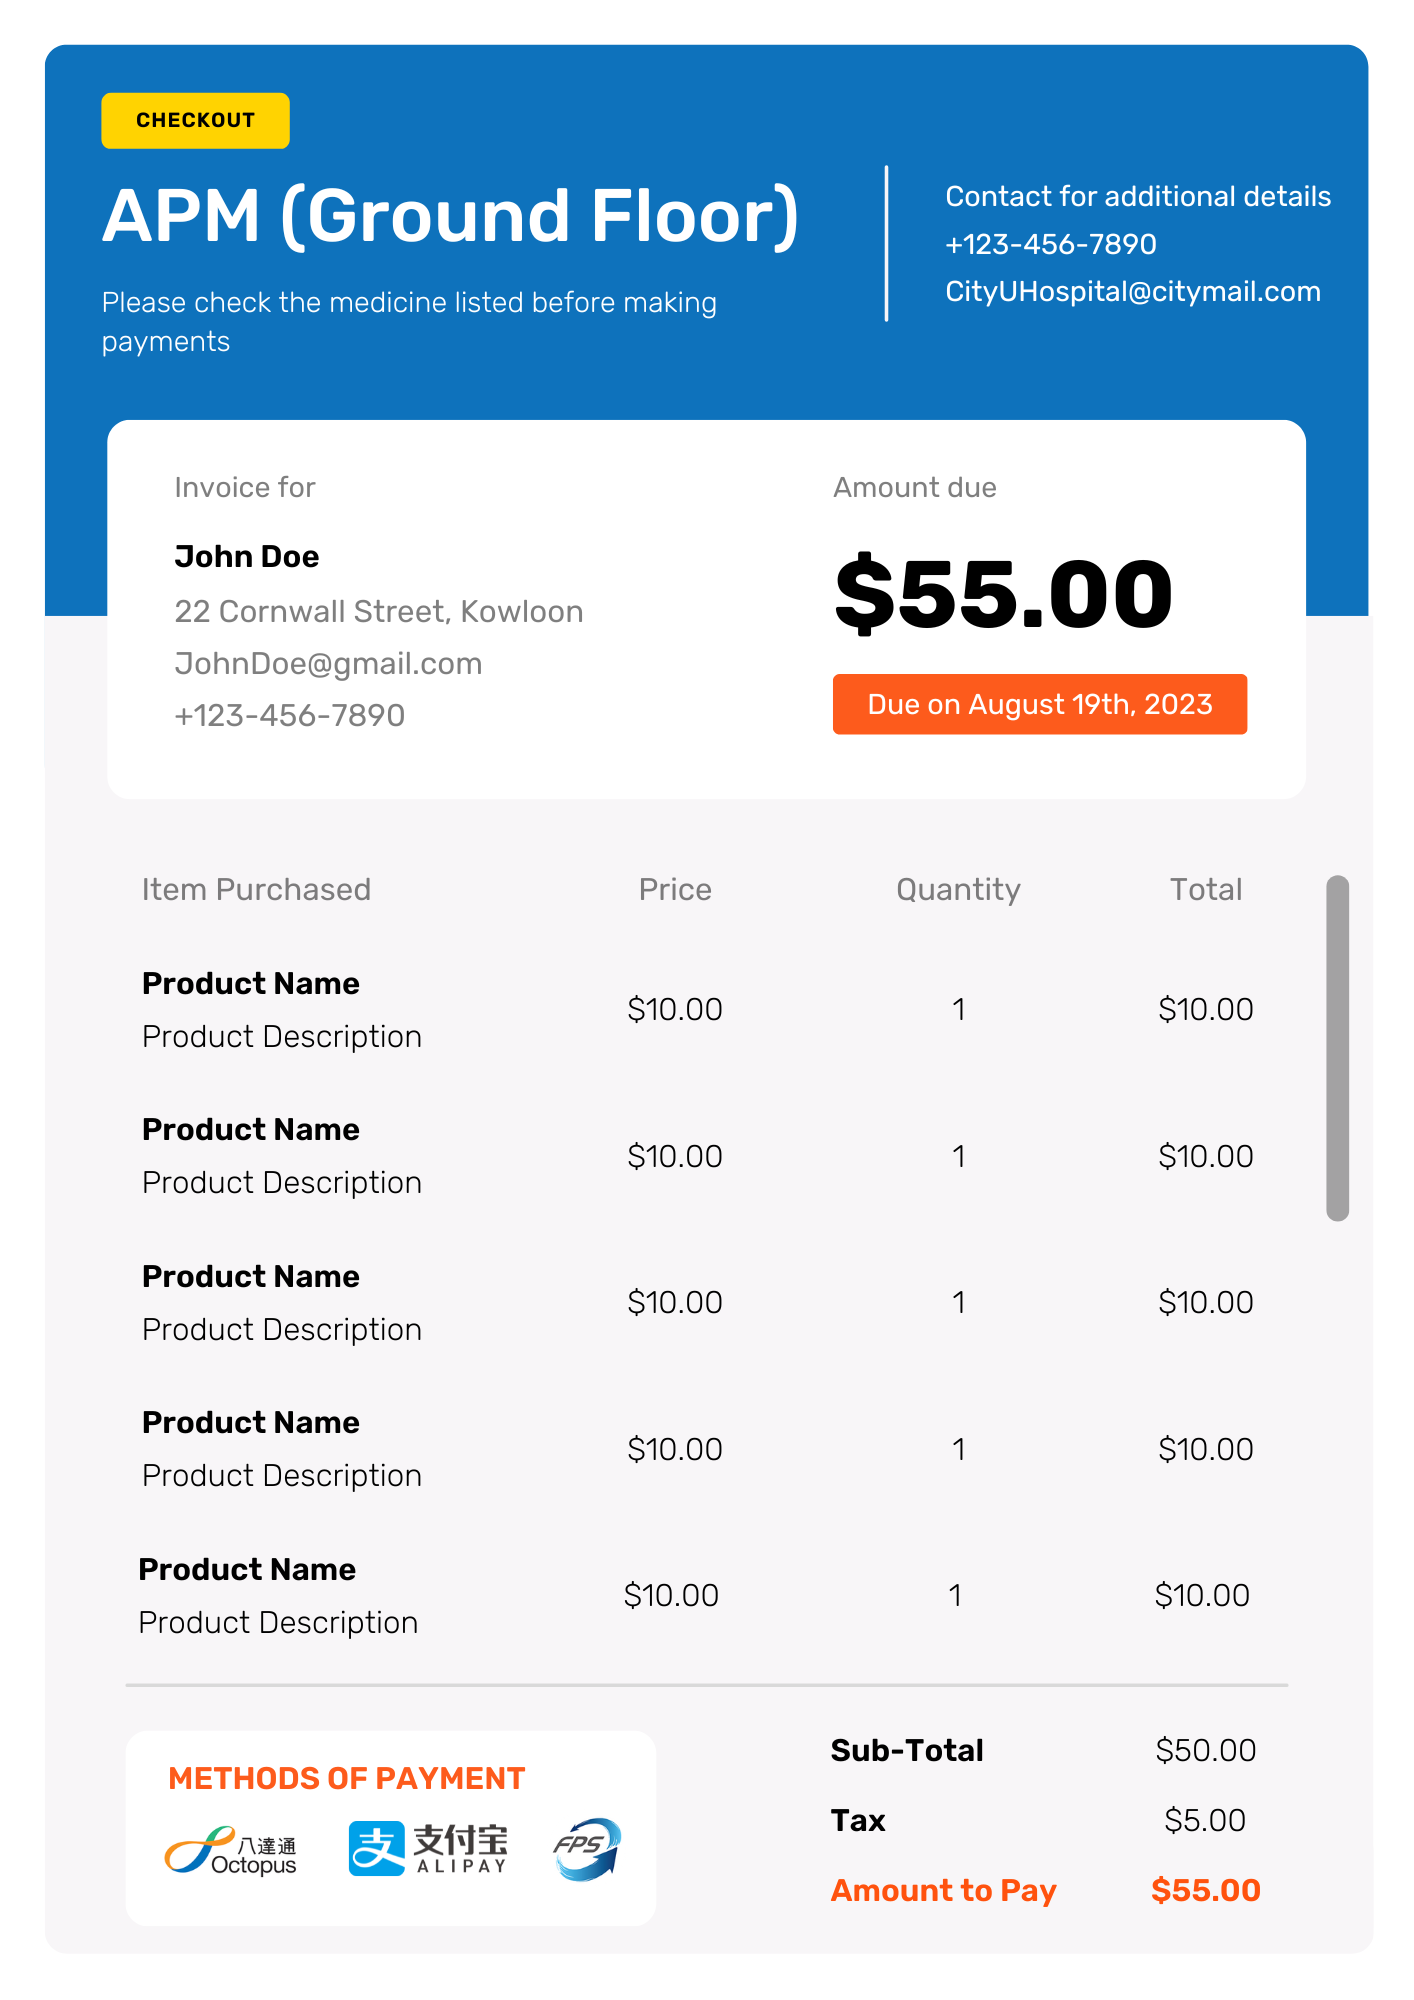 CHECKOUT
APM (Ground Floor)
Please check the medicine listed before making
payments
Contact for additional details
+123-456-7890
CityUHospital@citymail.com
Invoice for
John Doe
22 Cornwall Street, Kowloon
JohnDoe@gmail.com
+123-456-7890
Amount due
$55.00
Due on August 19th, 2023
Item Purchased Price Quantity Total
Product Name
Product Description
$10.00 1 $10.00
Product Name
Product Description
$10.00 1 $10.00
Product Name
Product Description
$10.00 1 $10.00
Product Name
Product Description
$10.00 1 $10.00
Product Name
Product Description
$10.00 1 $10.00
METHODS OF PAYMENT
八達通
Octopus
支 支付宝
ALIPAY
FPS
Sub-Total $50.00
Tax $5.00
Amount to Pay $55.00